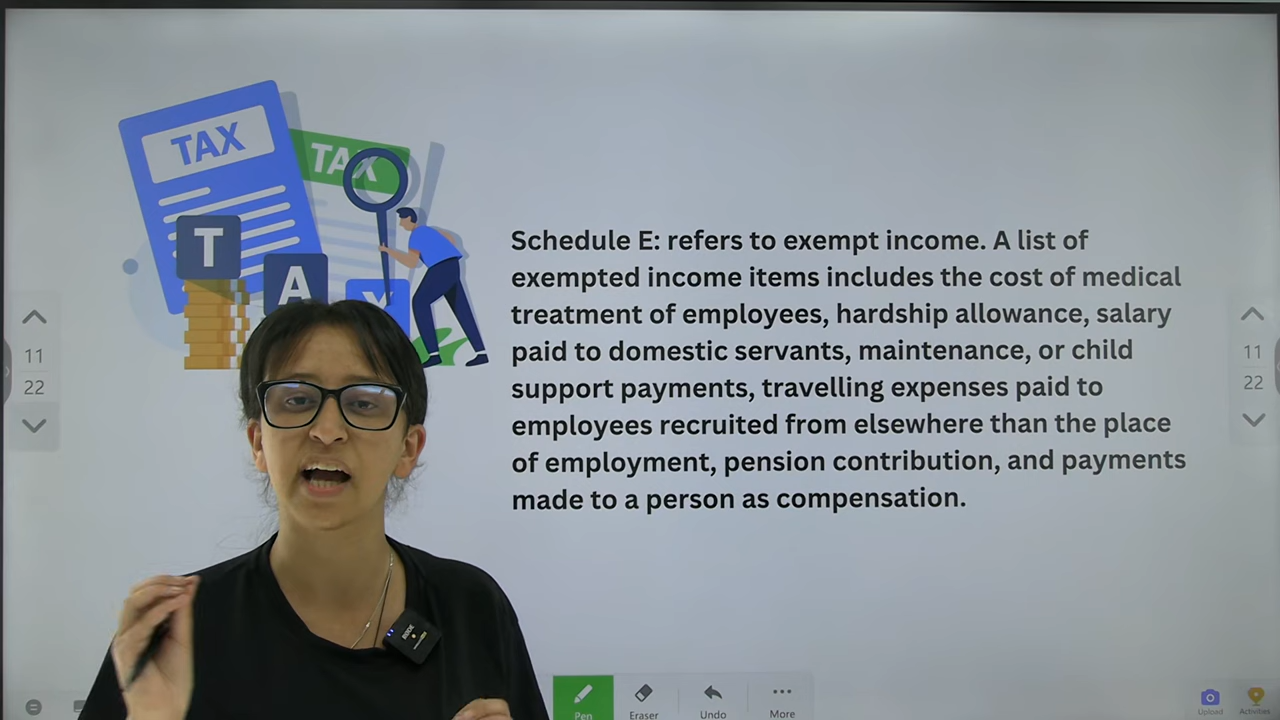 TAX
TAX
T
A
Schedule E: refers to exempt income. A list of
exempted income items includes the cost of medical
treatment of employees, hardship allowance, salary
paid to domestic servants, maintenance, or child
support payments, travelling expenses paid to
employees recruited from elsewhere than the place
of employment, pension contribution, and payments
made to a person as compensation.
11
22
11
22
Pen
Eraser
Undo
More
Upload
Activities